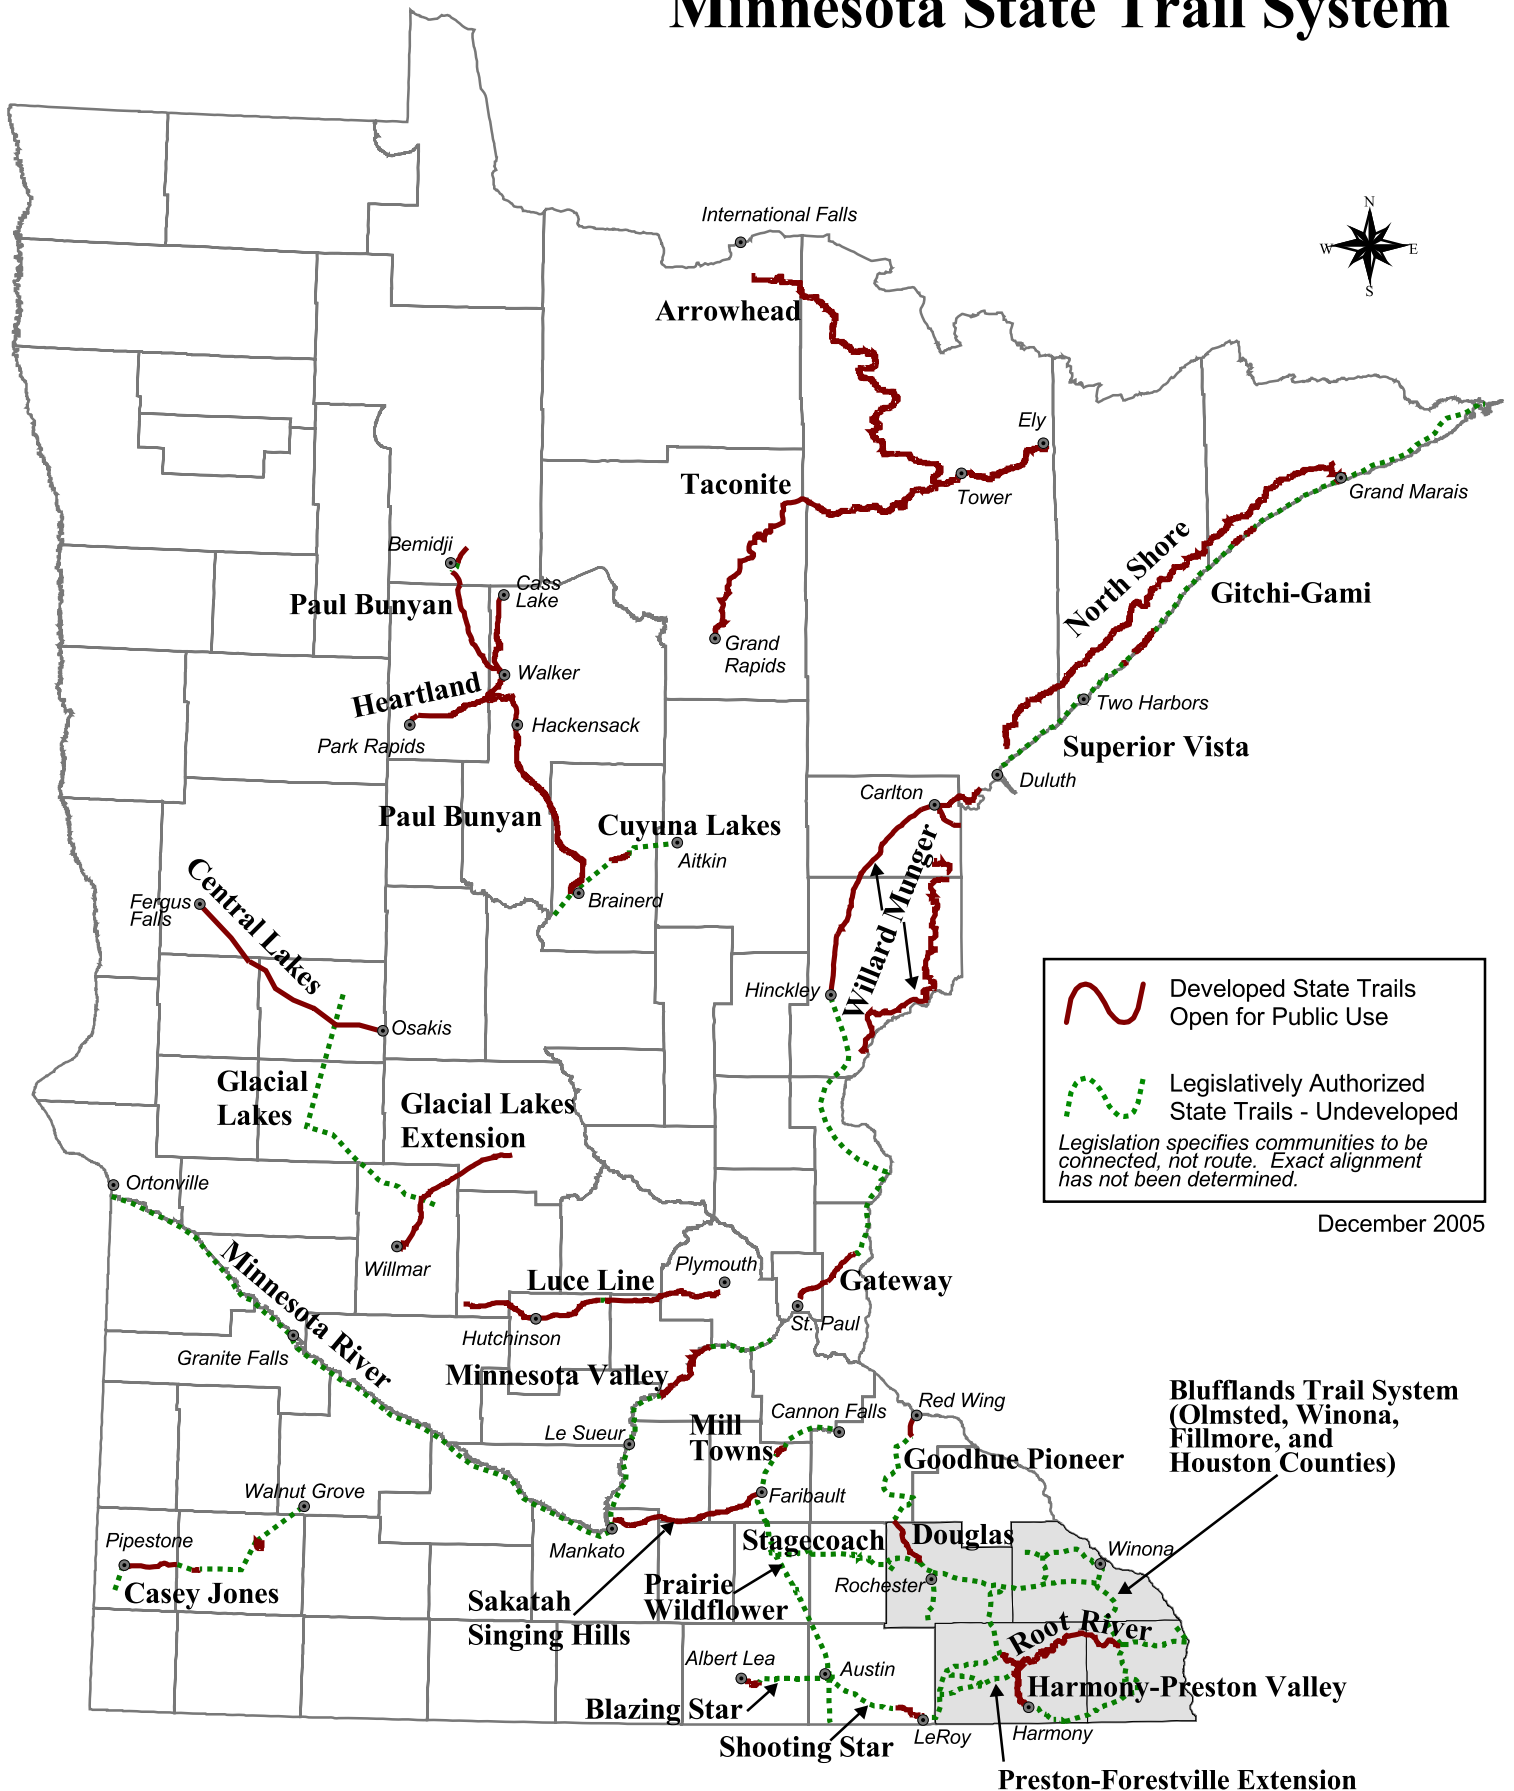 Minnesota State Trail System
N
W
E
S
International Falls
Arrowhead
Ely
Taconite
Tower
Grand Marais
North Shore
Gitchi-Gami
Bemidji
Cass
Lake
Paul Bunyan
Grand
Rapids
Walker
Heartland
Park Rapids
Hackensack
Two Harbors
Superior Vista
Duluth
Carlton
Paul Bunyan
Cuyuna Lakes
Aitkin
Brainerd
Central Lakes
Fergus
Falls
Willard Munger
Hinckley
Osakis
Developed State Trails
Open for Public Use
Legislatively Authorized
State Trails - Undeveloped
Legislation specifies communities to be
connected, not route.  Exact alignment
has not been determined.
December 2005
Glacial
Lakes
Glacial Lakes
Extension
Ortonville
Minnesota River
Willmar
Luce Line
Plymouth
Gateway
St. Paul
Hutchinson
Granite Falls
Minnesota Valley
Le Sueur
Mill
Towns
Cannon Falls
Red Wing
Blufflands Trail System
(Olmsted, Winona,
Fillmore, and
Houston Counties)
Goodhue Pioneer
Walnut Grove
Faribault
Pipestone
Mankato
Stagecoach
Douglas
Winona
Casey Jones
Rochester
Prairie
Wildflower
Sakatah
Singing Hills
Root River
Albert Lea
Austin
Harmony-Preston Valley
Blazing Star
Shooting Star
LeRoy
Harmony
Preston-Forestville Extension